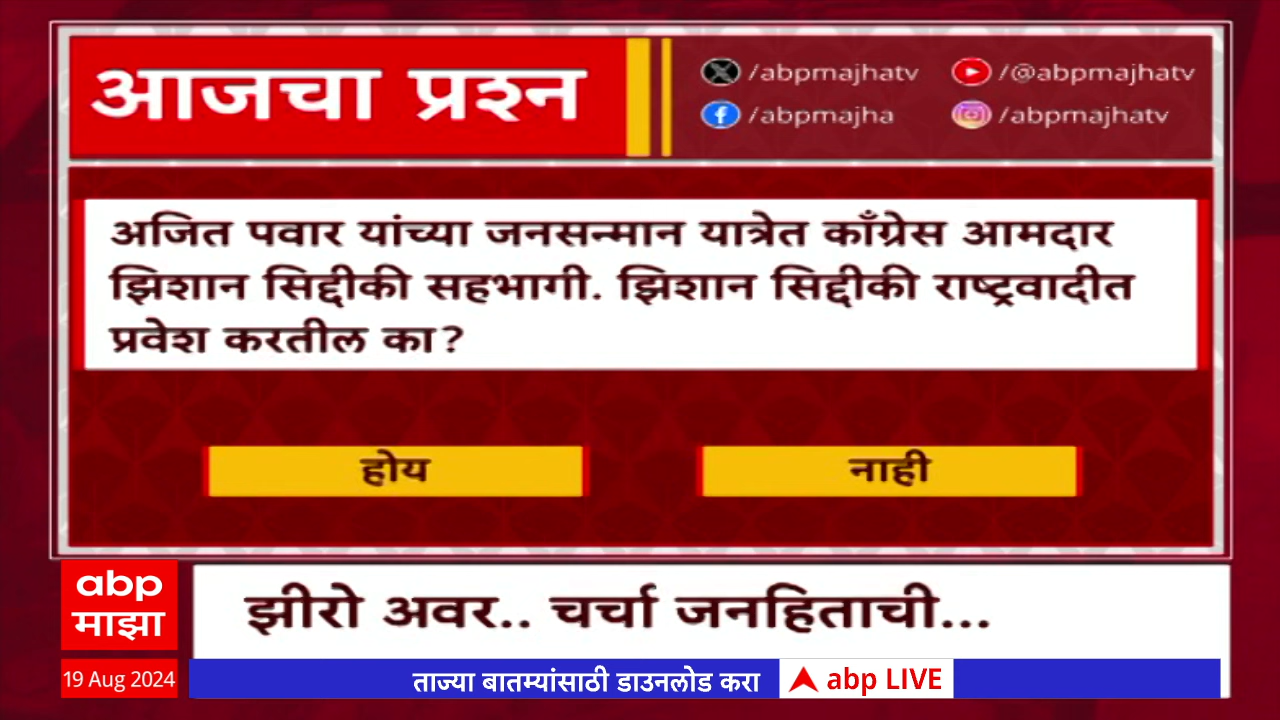 आजचा प्रश्न
/abpmajhatv /@abpmajhatv
/abpmajha /abpmajhatv
अजित पवार यांच्या जनसन्मान यात्रेत काँग्रेस आमदार
झिशान सिद्दीकी सहभागी. झिशान सिद्दीकी राष्ट्रवादीत
प्रवेश करतील का?
होय नाही
abp
माझा
झीरो अवर.. चर्चा जनहिताची...
19 Aug 2024
ताज्या बातम्यांसाठी डाउनलोड करा abp LIVE